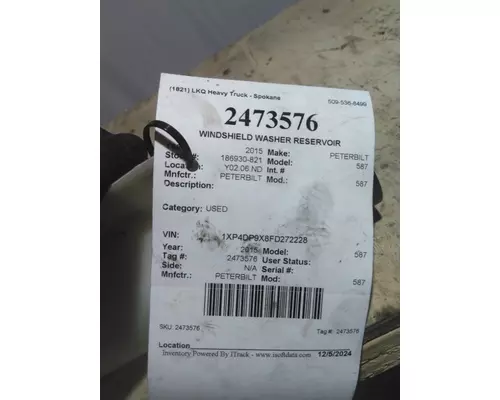 (1821) LKQ Heavy Truck - Spokane 509-536-8499
2473576
WINDSHIELD WASHER RESERVOIR
2015 Make: PETERBILT
Stock #: 186930-821 Model: 587
Location: Y02.06.ND Int. #
Mnfctr.: PETERBILT Mod.: 587
Description:
Category: USED
VIN: 1XP4DP9X8FD272228
Year: 2015 Model: 587
Tag #: 2473576 User Status:
Side: N/A Serial #:
Mnfctr.: PETERBILT Mod: 587
SKU: 2473576 Tag #: 2473576
Location
Inventory Powered By ITrack - www.isoftdata.com 12/5/2024